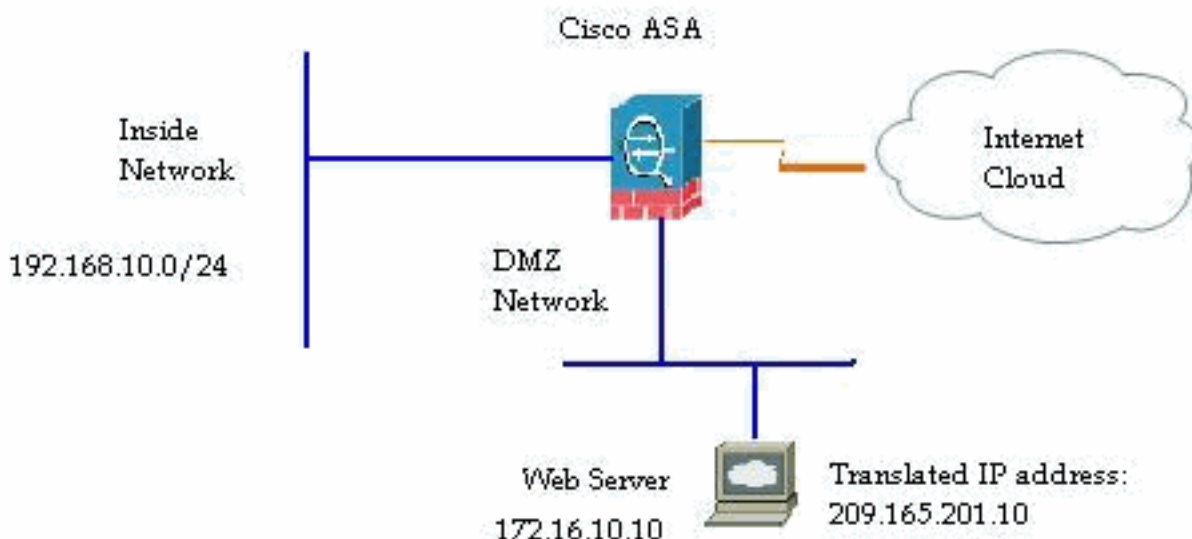 Cisco ASA
Inside
Network
Internet
Cloud
192.168.10.0/24
DMZ
Network
Web Server
172.16.10.10
Translated IP address:
209.165.201.10